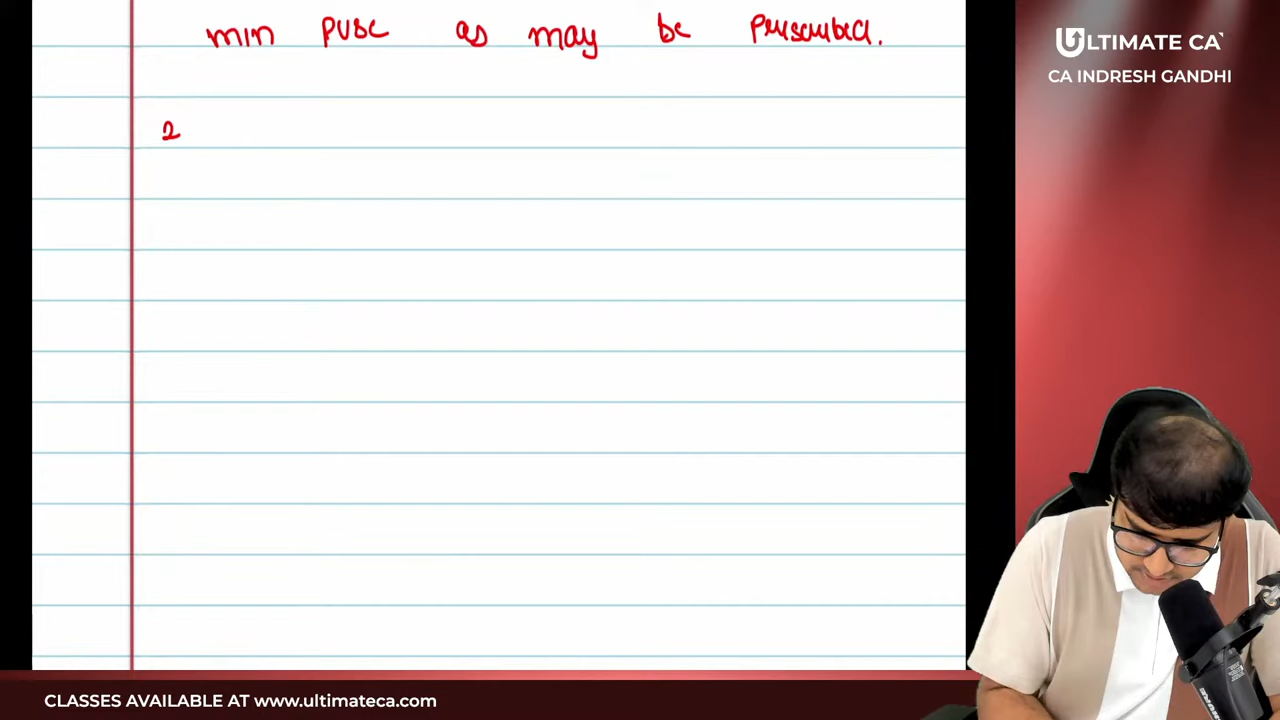 min PUSC as may be Prescribed.
2
ULTIMATE CA
CA INDRESH GANDHI
CLASSES AVAILABLE AT www.ultimateca.com